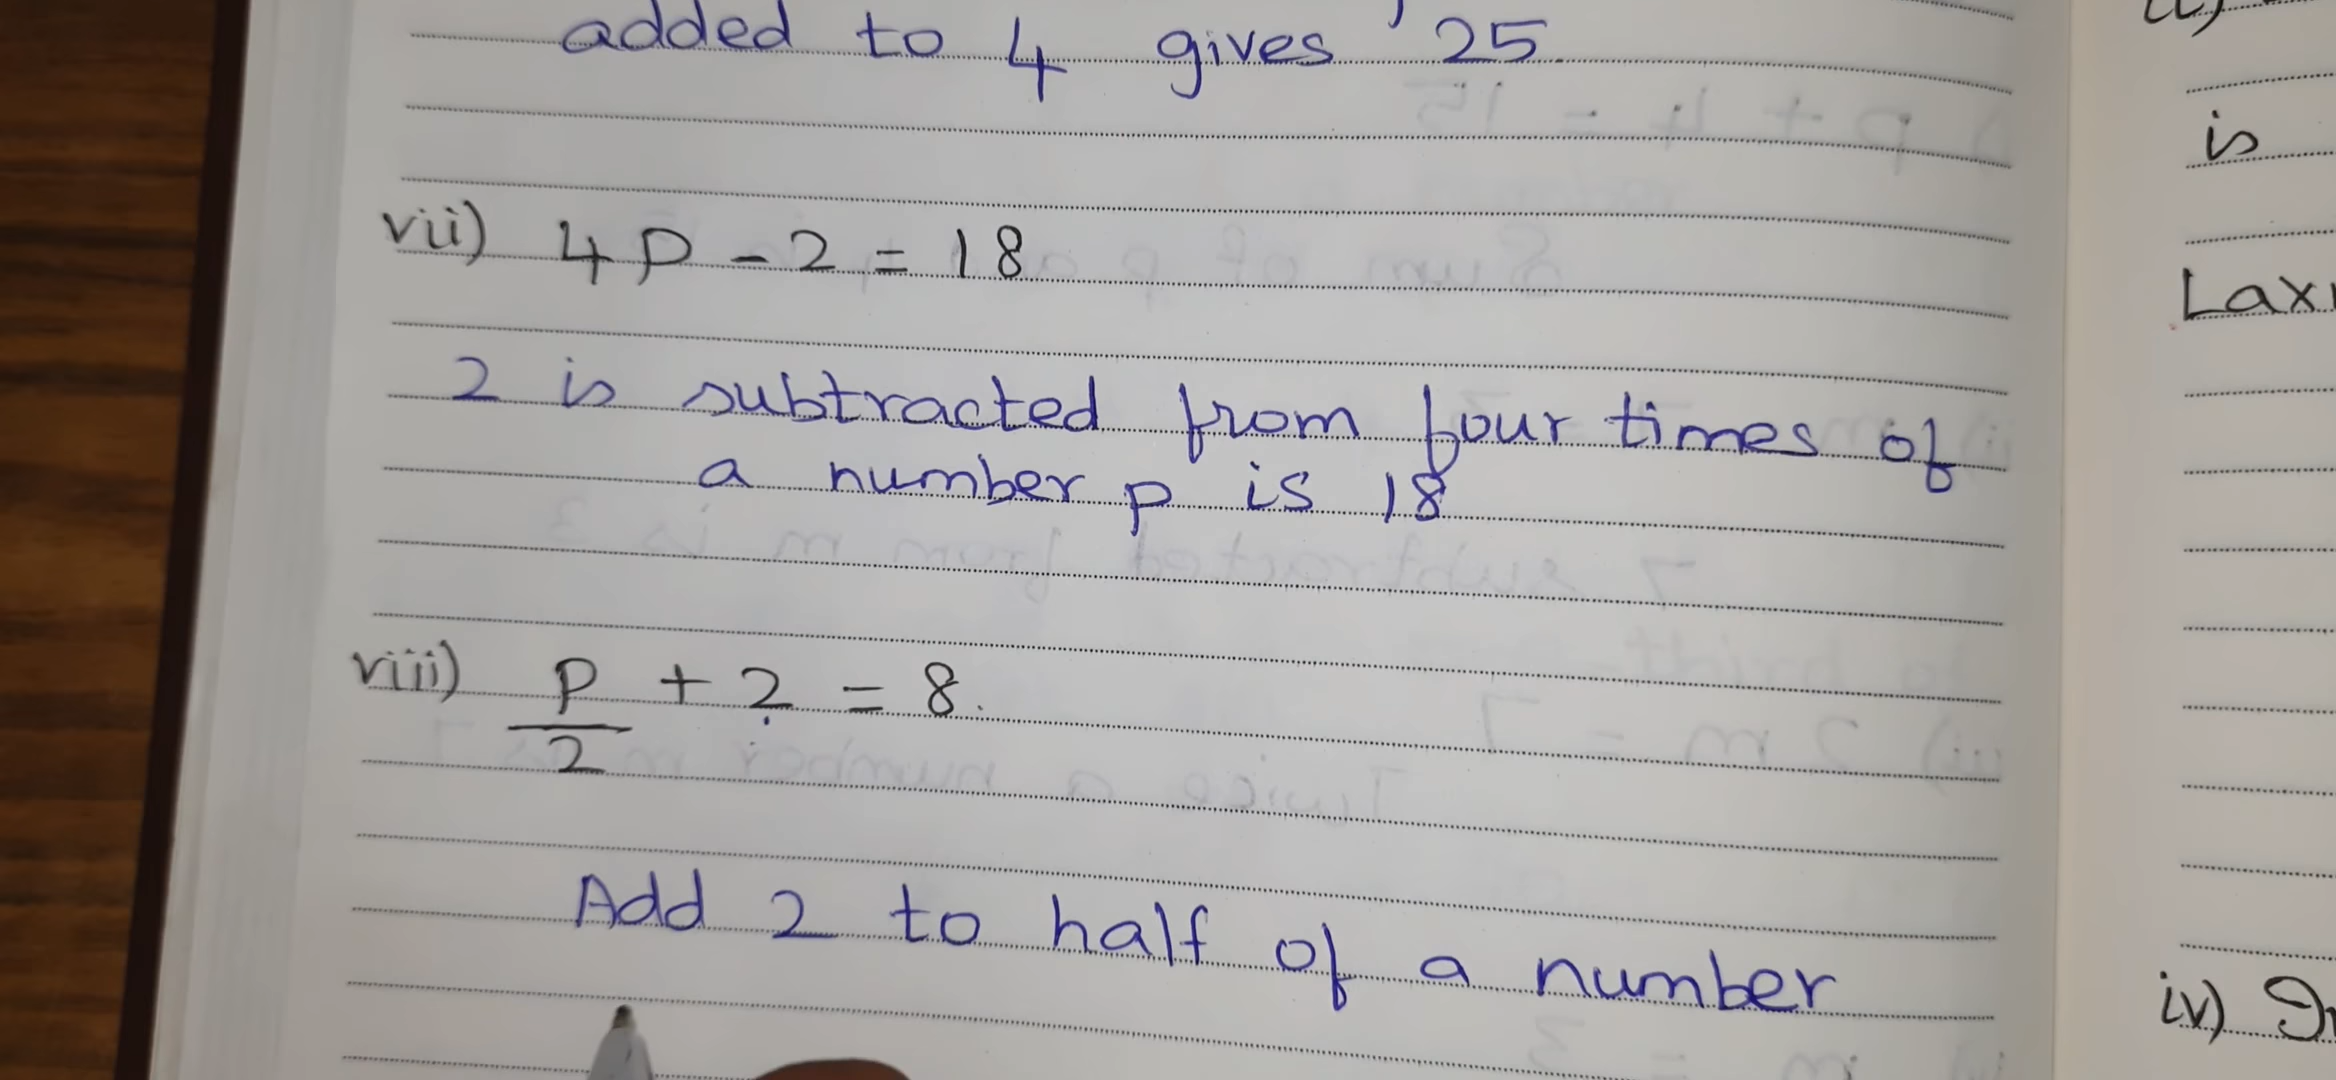 added to 4 gives 25.
vii) 4p - 2 = 18
2 is subtracted from four times of
a number p is 18
viii) p/2 + 2 = 8.
Add 2 to half of a number
is
iv)